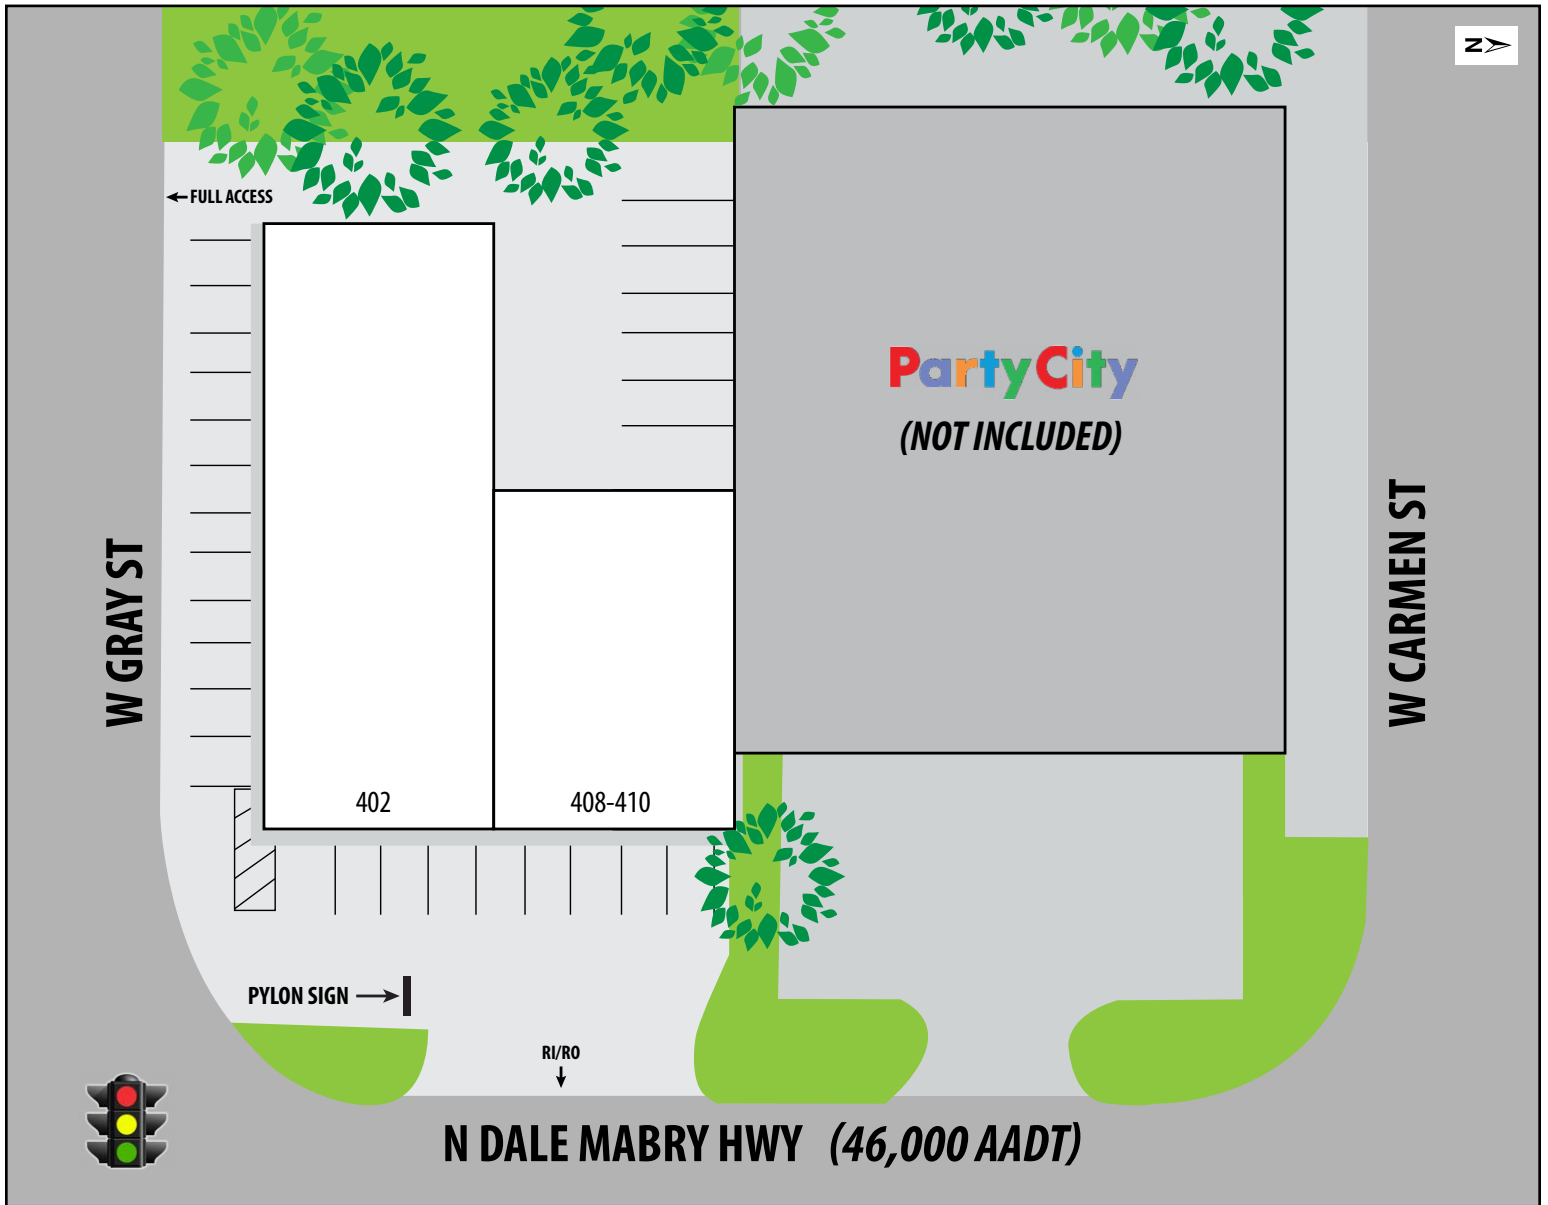 N
FULL ACCESS
Party City
(NOT INCLUDED)
W GRAY ST
W CARMEN ST
402
408-410
PYLON SIGN
RI/RO
N DALE MABRY HWY (46,000 AADT)